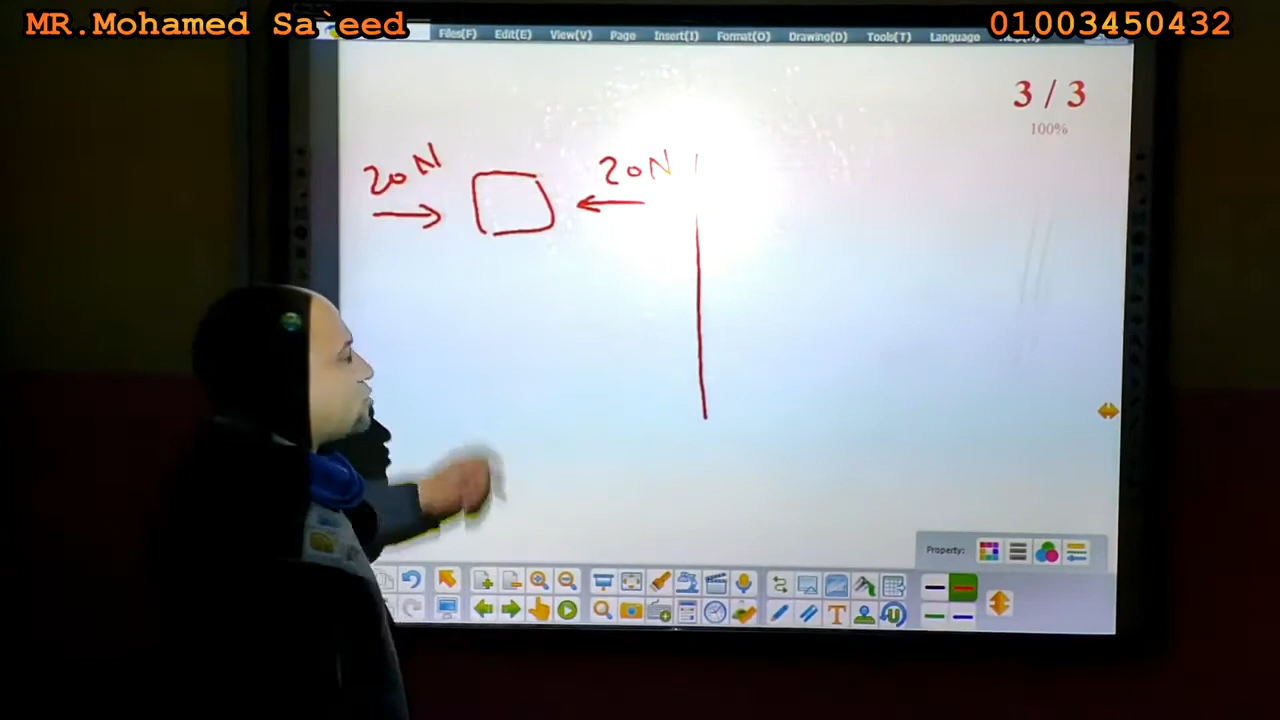 MR.Mohamed Sa`eed
01003450432
Files(F) Edit(E) View(V) Page Insert(I) Format(O) Drawing(D) Tools(T) Language
3 / 3
100%
20N
20N
Property: